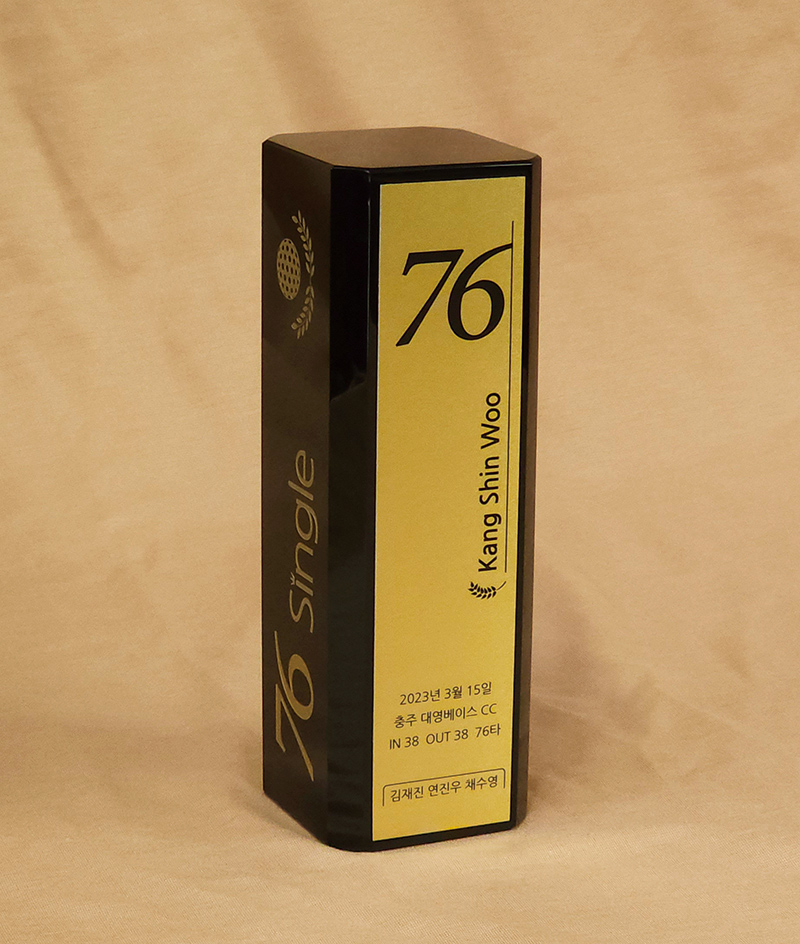 76 Single
76
Kang Shin Woo
2023년 3월 15일
충주 대영베이스 CC
IN 38 OUT 38 76타
김재진 연진우 채수영